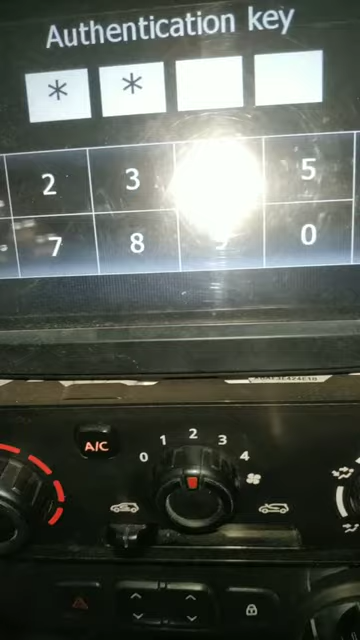 Authentication key
* *
2 3 5
7 8 0
A/C
0 1 2 3 4